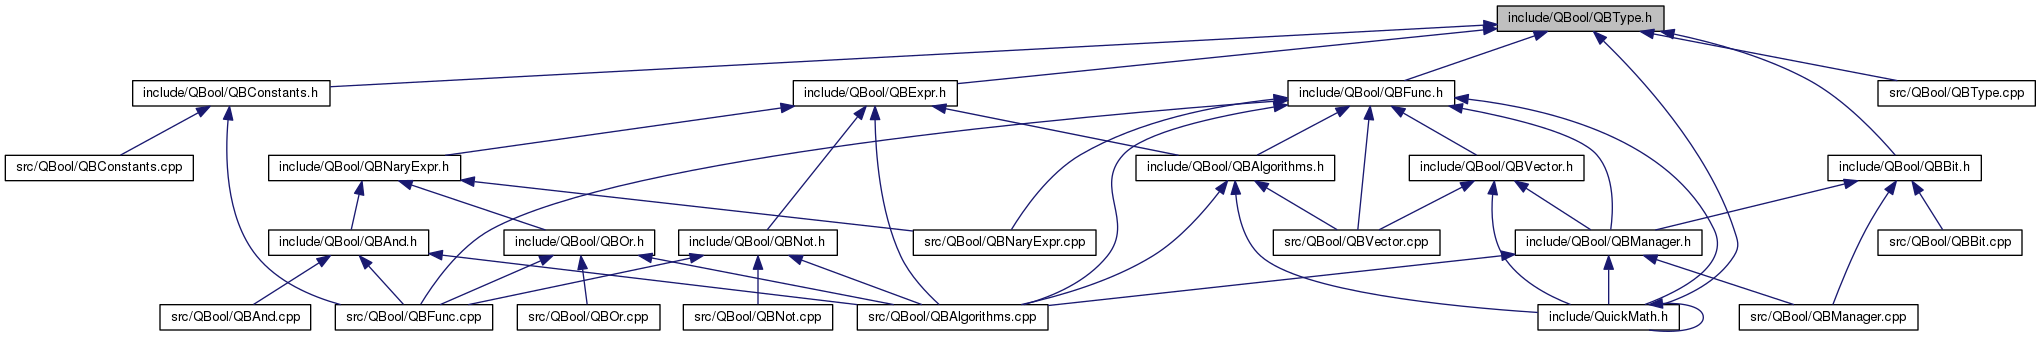 include/QBool/QBType.h
include/QBool/QBConstants.h
include/QBool/QBExpr.h
include/QBool/QBFunc.h
src/QBool/QBType.cpp
src/QBool/QBConstants.cpp
include/QBool/QBNaryExpr.h
include/QBool/QBAlgorithms.h
include/QBool/QBVector.h
include/QBool/QBBit.h
include/QBool/QBAnd.h
include/QBool/QBOr.h
include/QBool/QBNot.h
src/QBool/QBNaryExpr.cpp
src/QBool/QBVector.cpp
include/QBool/QBManager.h
src/QBool/QBBit.cpp
src/QBool/QBAnd.cpp
src/QBool/QBFunc.cpp
src/QBool/QBOr.cpp
src/QBool/QBNot.cpp
src/QBool/QBAlgorithms.cpp
include/QuickMath.h
src/QBool/QBManager.cpp